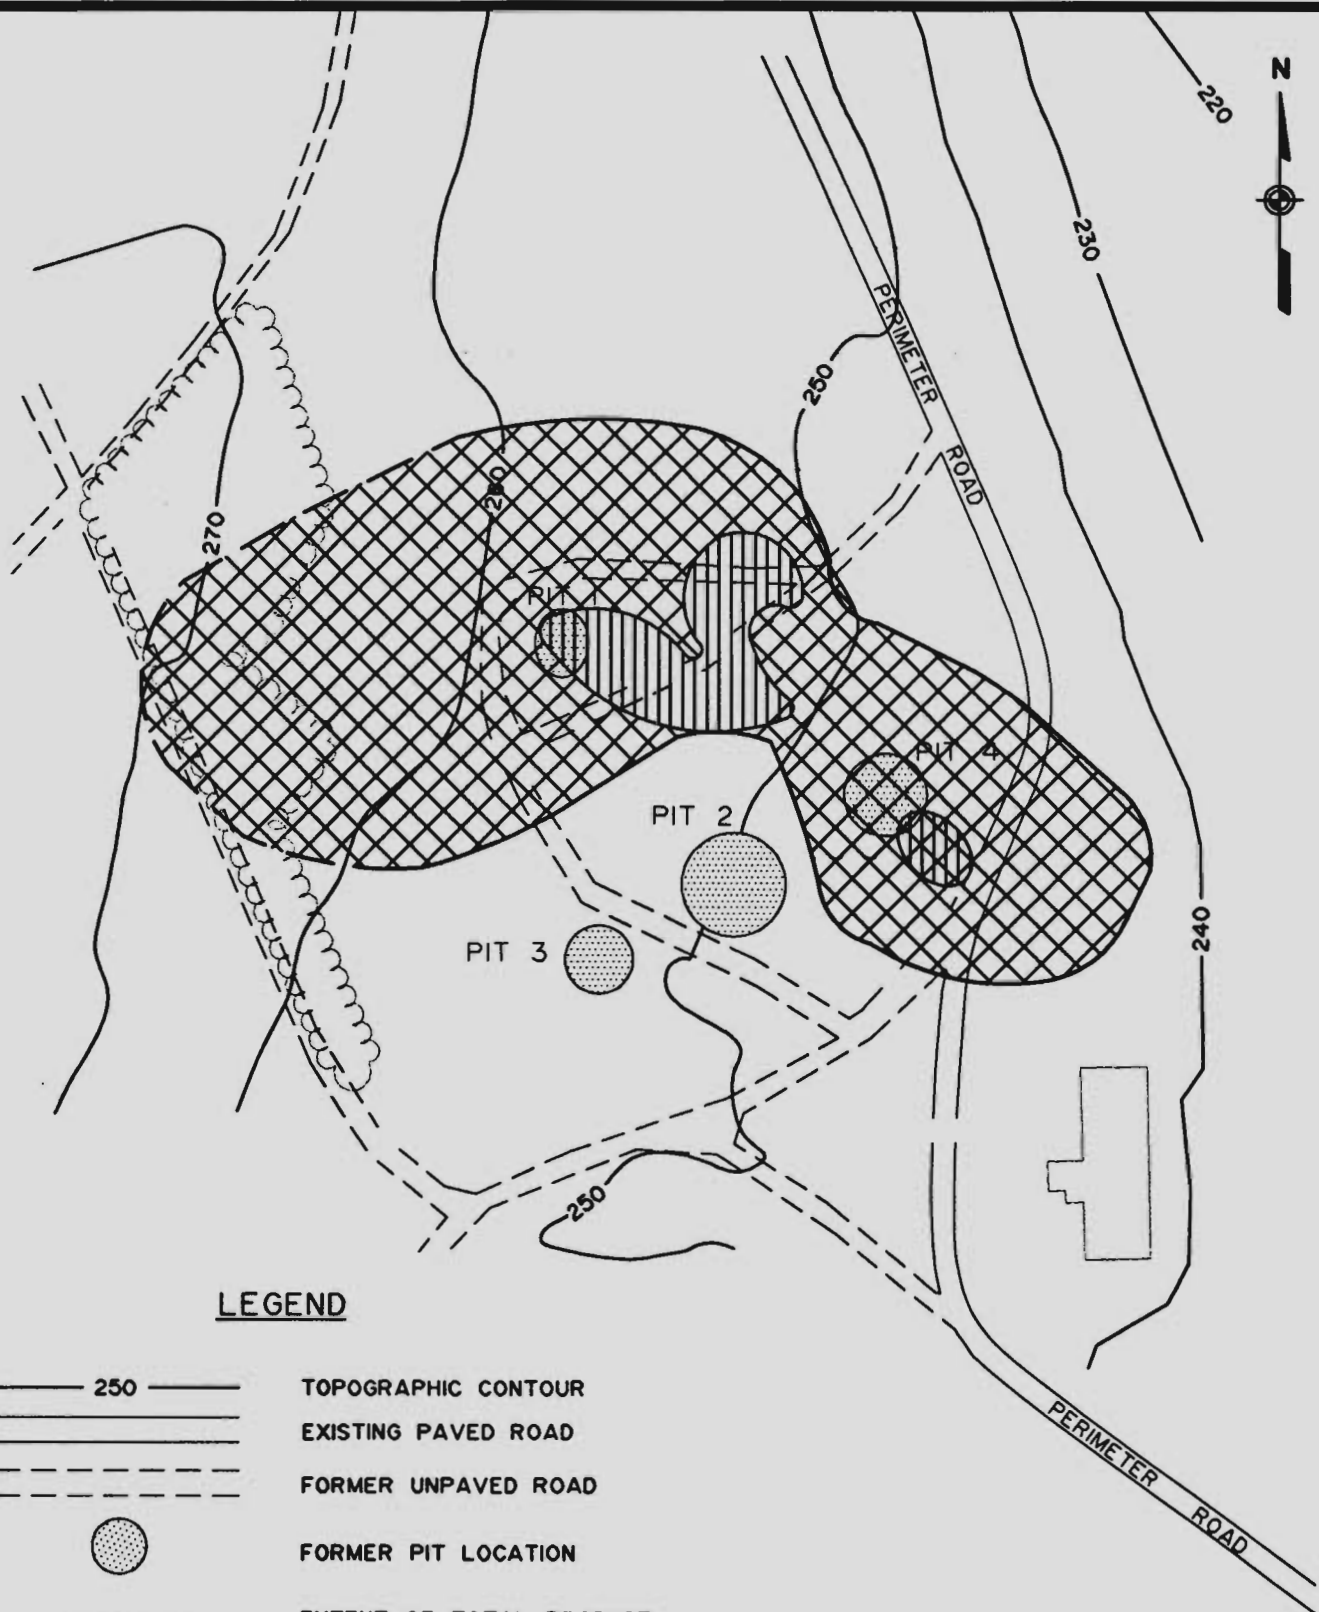 N
220
230
PERIMETER
ROAD
250
260
270
PIT 1
PIT 4
PIT 2
PIT 3
240
250
LEGEND
250
TOPOGRAPHIC CONTOUR
EXISTING PAVED ROAD
FORMER UNPAVED ROAD
FORMER PIT LOCATION
PERIMETER ROAD